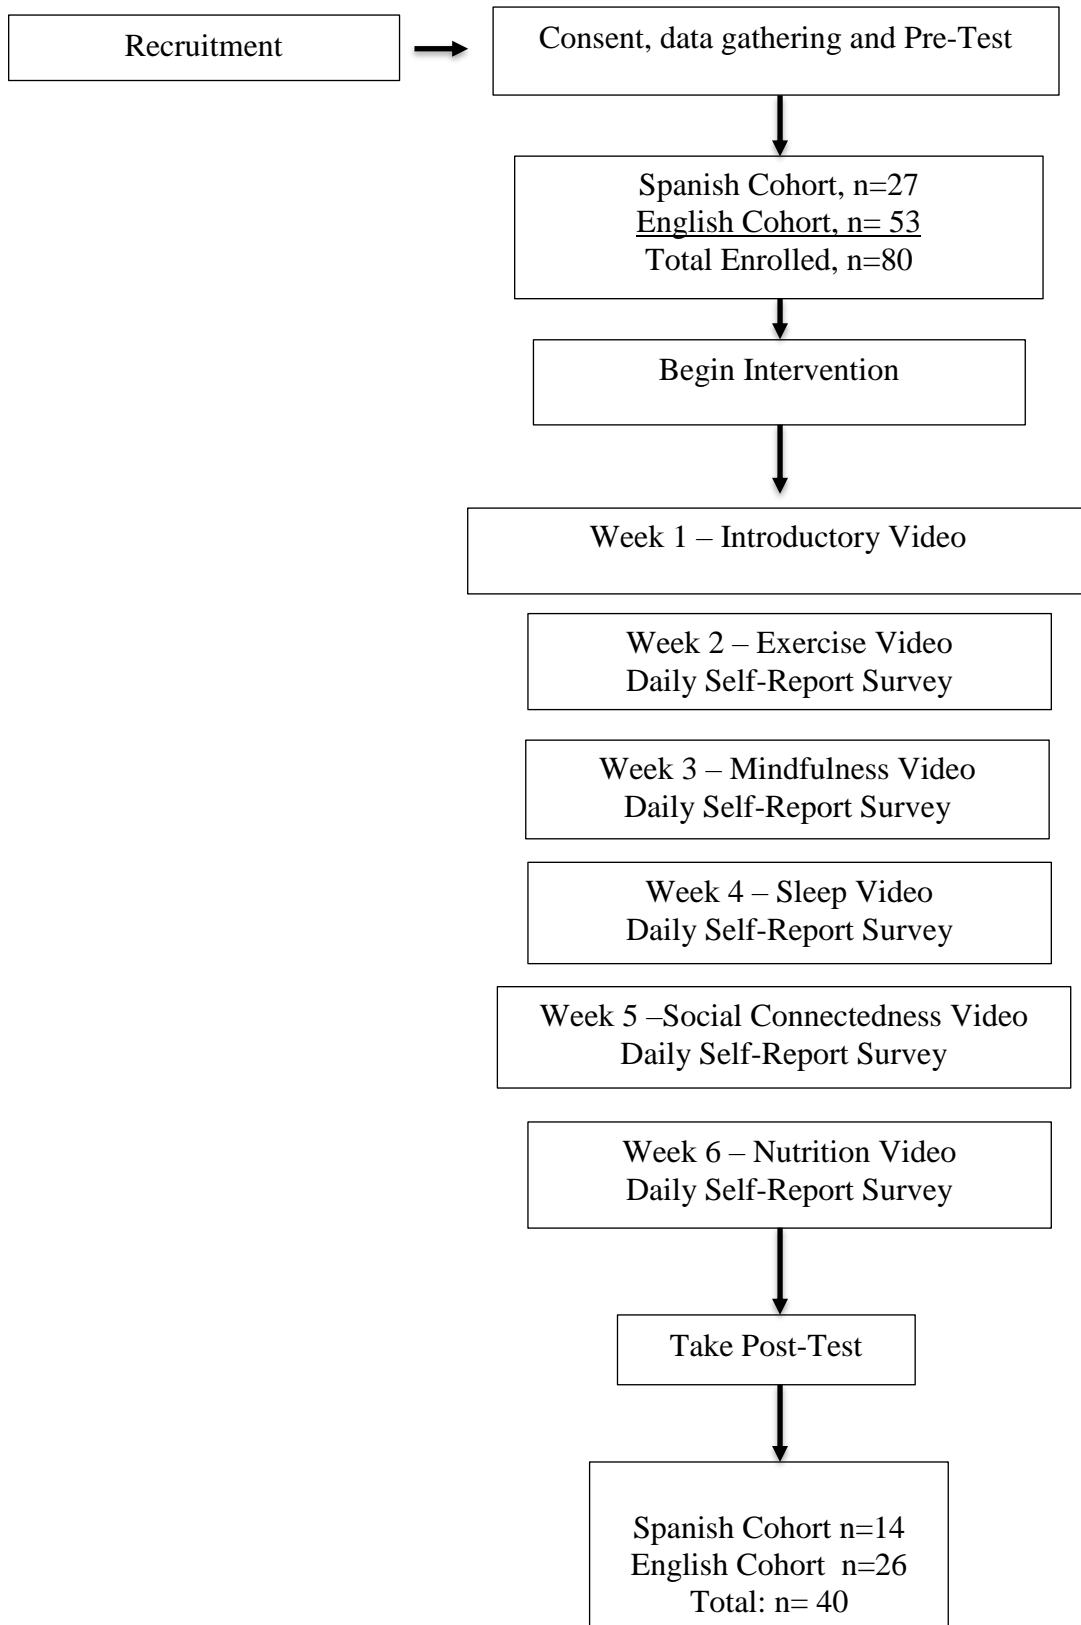 Recruitment
Consent, data gathering and Pre-Test
Spanish Cohort, n=27
English Cohort, n= 53
Total Enrolled, n=80
Begin Intervention
Week 1 – Introductory Video
Week 2 – Exercise Video
Daily Self-Report Survey
Week 3 – Mindfulness Video
Daily Self-Report Survey
Week 4 – Sleep Video
Daily Self-Report Survey
Week 5 –Social Connectedness Video
Daily Self-Report Survey
Week 6 – Nutrition Video
Daily Self-Report Survey
Take Post-Test
Spanish Cohort n=14
English Cohort  n=26
Total: n= 40